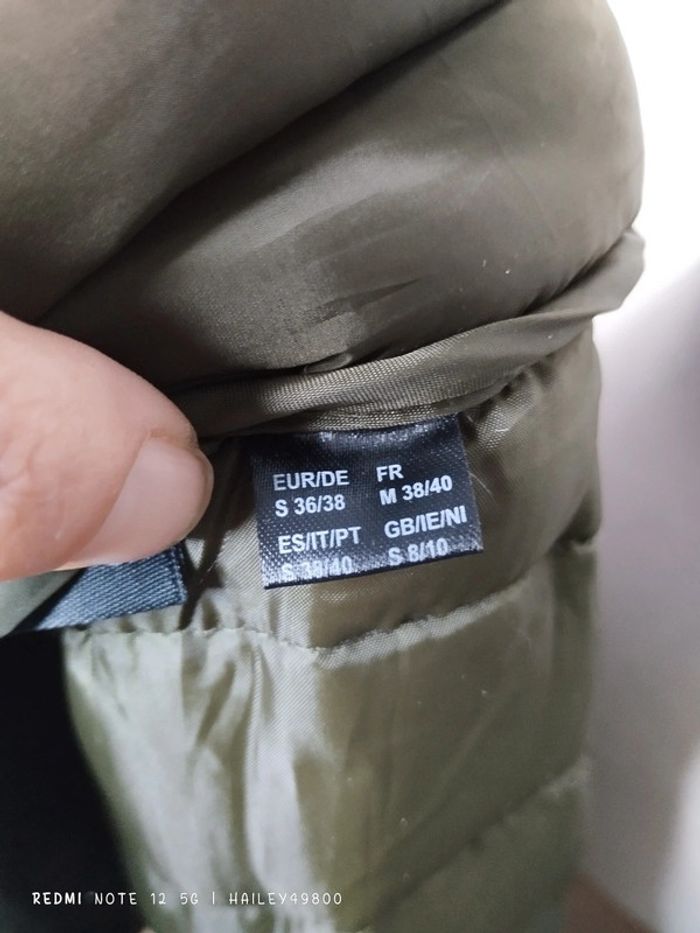 EUR/DE FR
S 36/38 M 38/40
ES/IT/PT GB/IE/NI
S 38/40 S 8/10
REDMI NOTE 12 5G | HAILEY49800